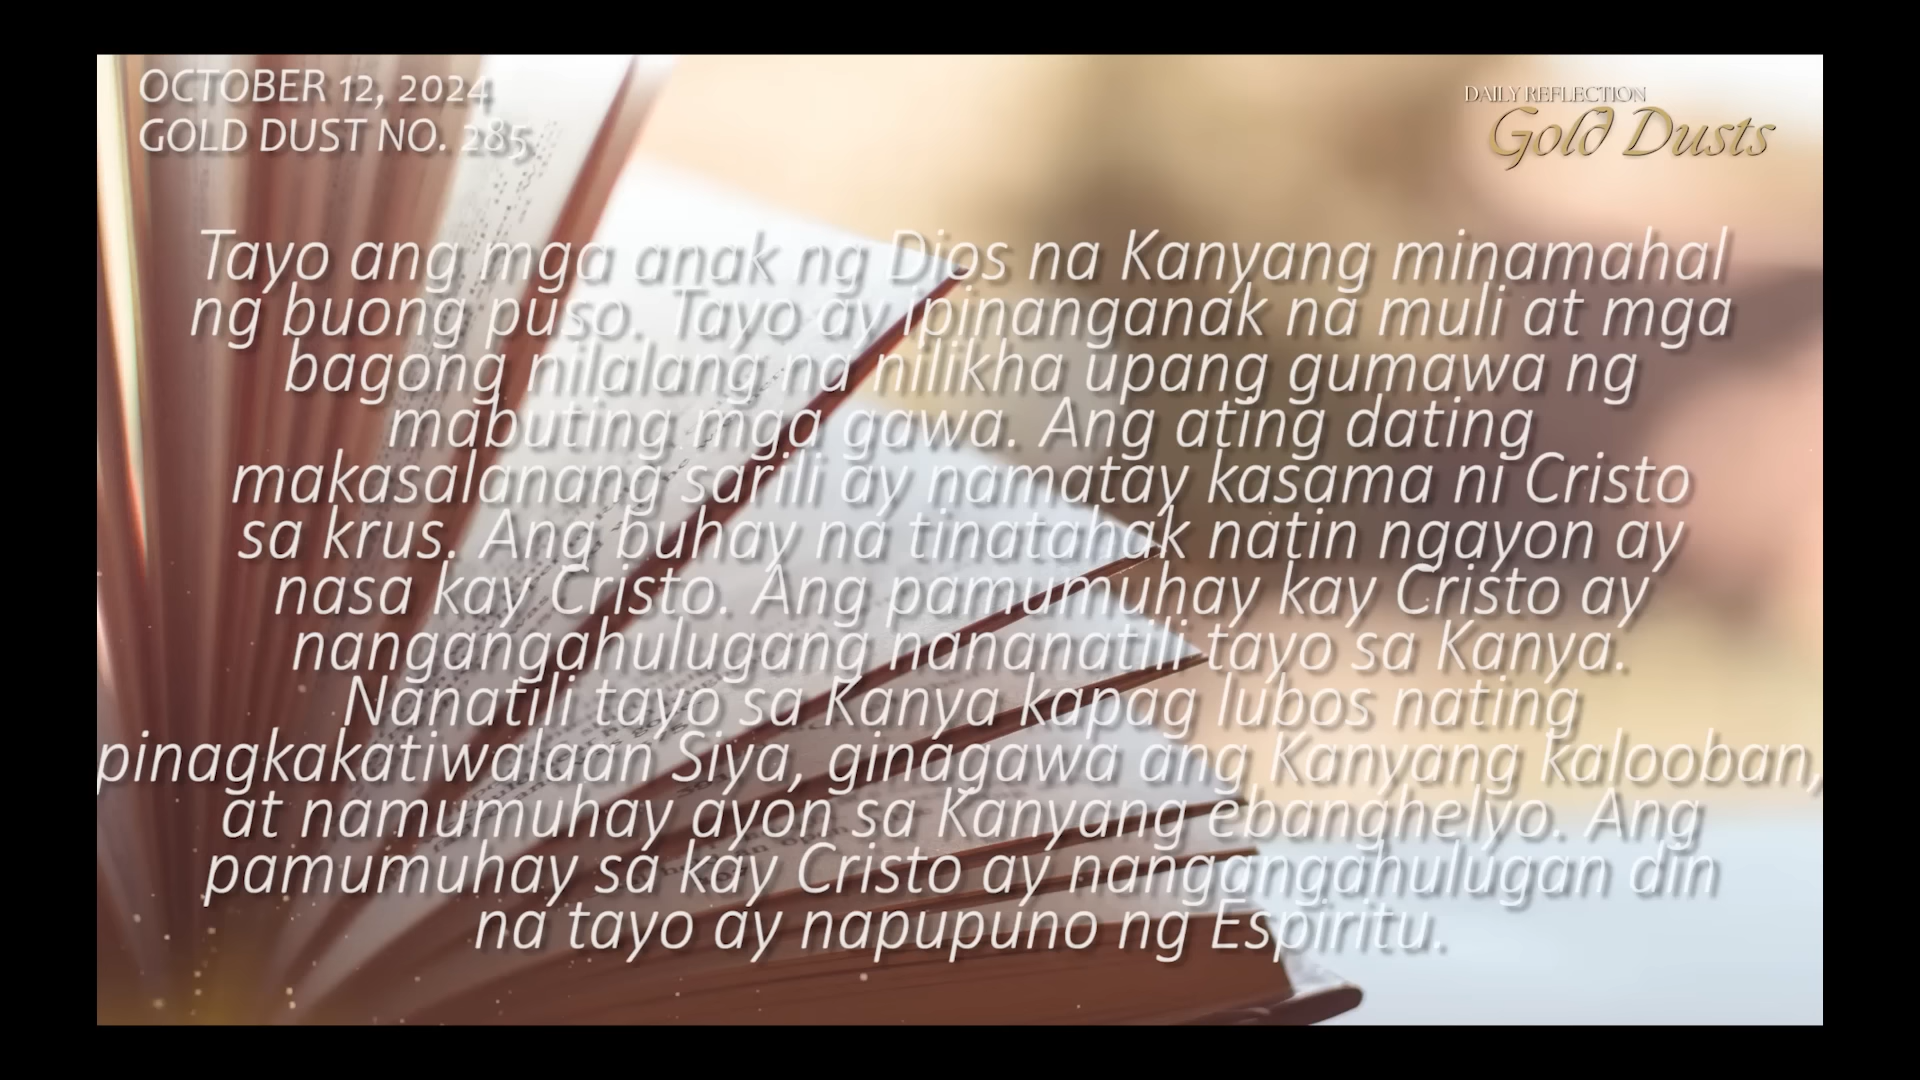 OCTOBER 12, 2024
GOLD DUST NO. 285
DAILY REFLECTION
Gold Dusts
Tayo ang mga anak ng Dios na Kanyang minamahal
ng buong puso. Tayo ay ipinanganak na muli at mga
bagong nilalang na nilikha upang gumawa ng
mabuting mga gawa. Ang ating dating
makasalanang sarili ay namatay kasama ni Cristo
sa krus. Ang buhay na tinatahak natin ngayon ay
nasa kay Cristo. Ang pamumuhay kay Cristo ay
nangangahulugang nananatili tayo sa Kanya.
Nanatili tayo sa Kanya kapag lubos nating
pinagkakatiwalaan Siya, ginagawa ang Kanyang kalooban,
at namumuhay ayon sa Kanyang ebanghelyo. Ang
pamumuhay sa kay Cristo ay nangangahulugan din
na tayo ay napupuno ng Espiritu.